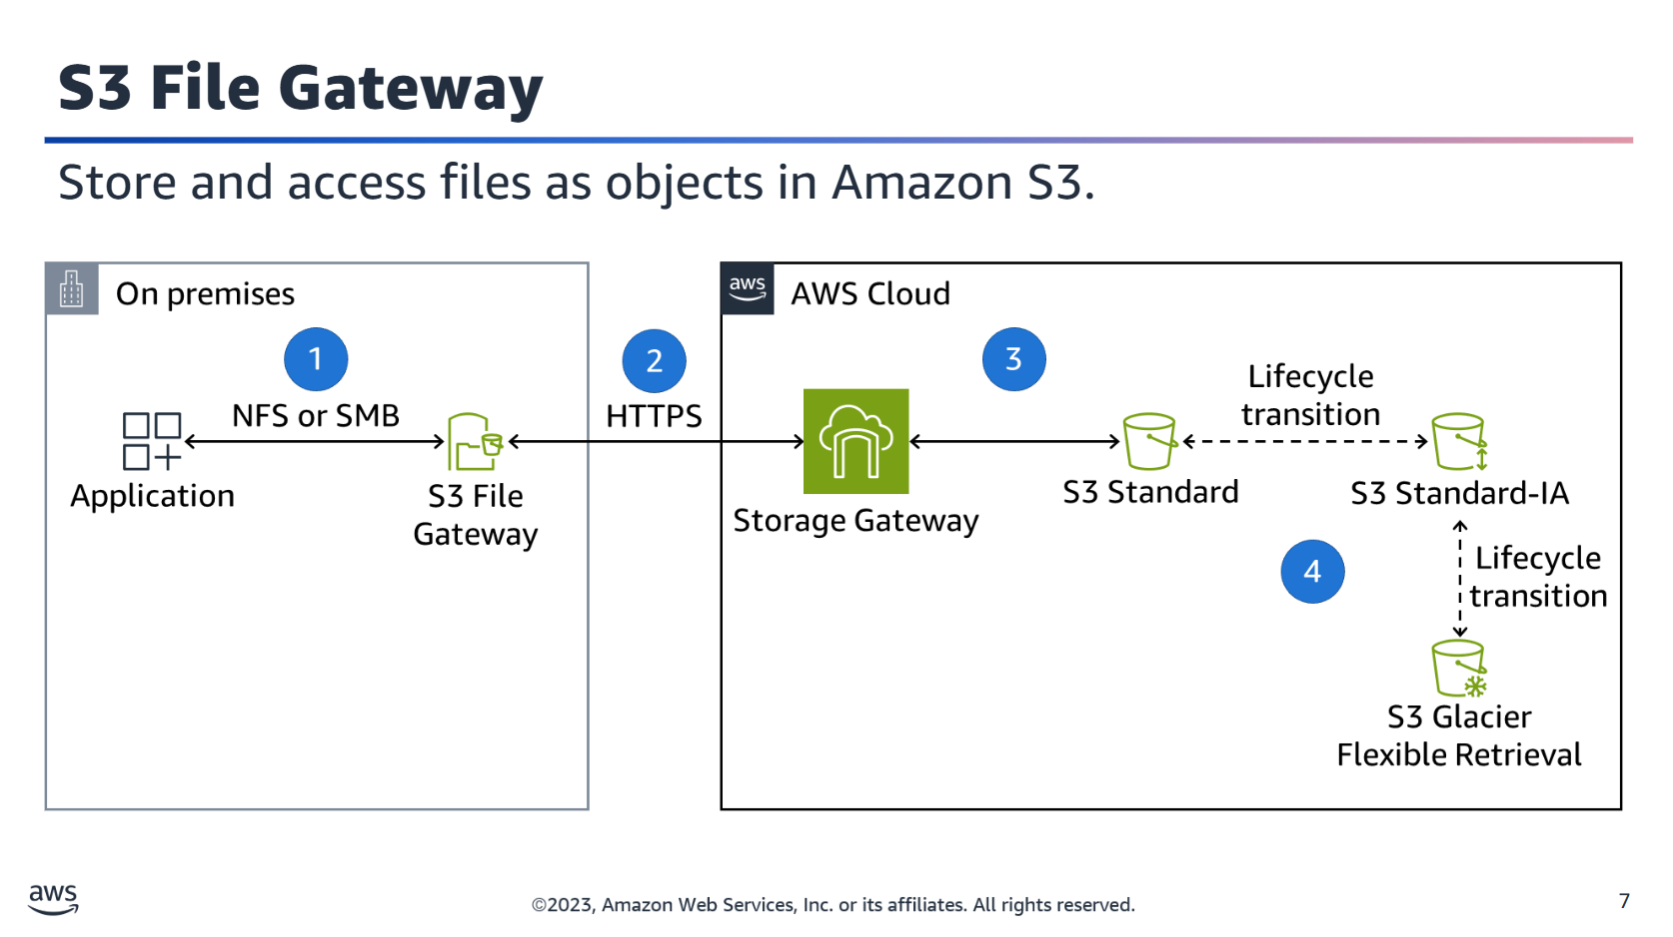 S3 File Gateway
Store and access files as objects in Amazon S3.
On premises
1
NFS or SMB
Application
S3 File
Gateway
2
HTTPS
aws
AWS Cloud
3
Storage Gateway
S3 Standard
Lifecycle
transition
S3 Standard-IA
4
Lifecycle
transition
S3 Glacier
Flexible Retrieval
aws
©2023, Amazon Web Services, Inc. or its affiliates. All rights reserved.
7